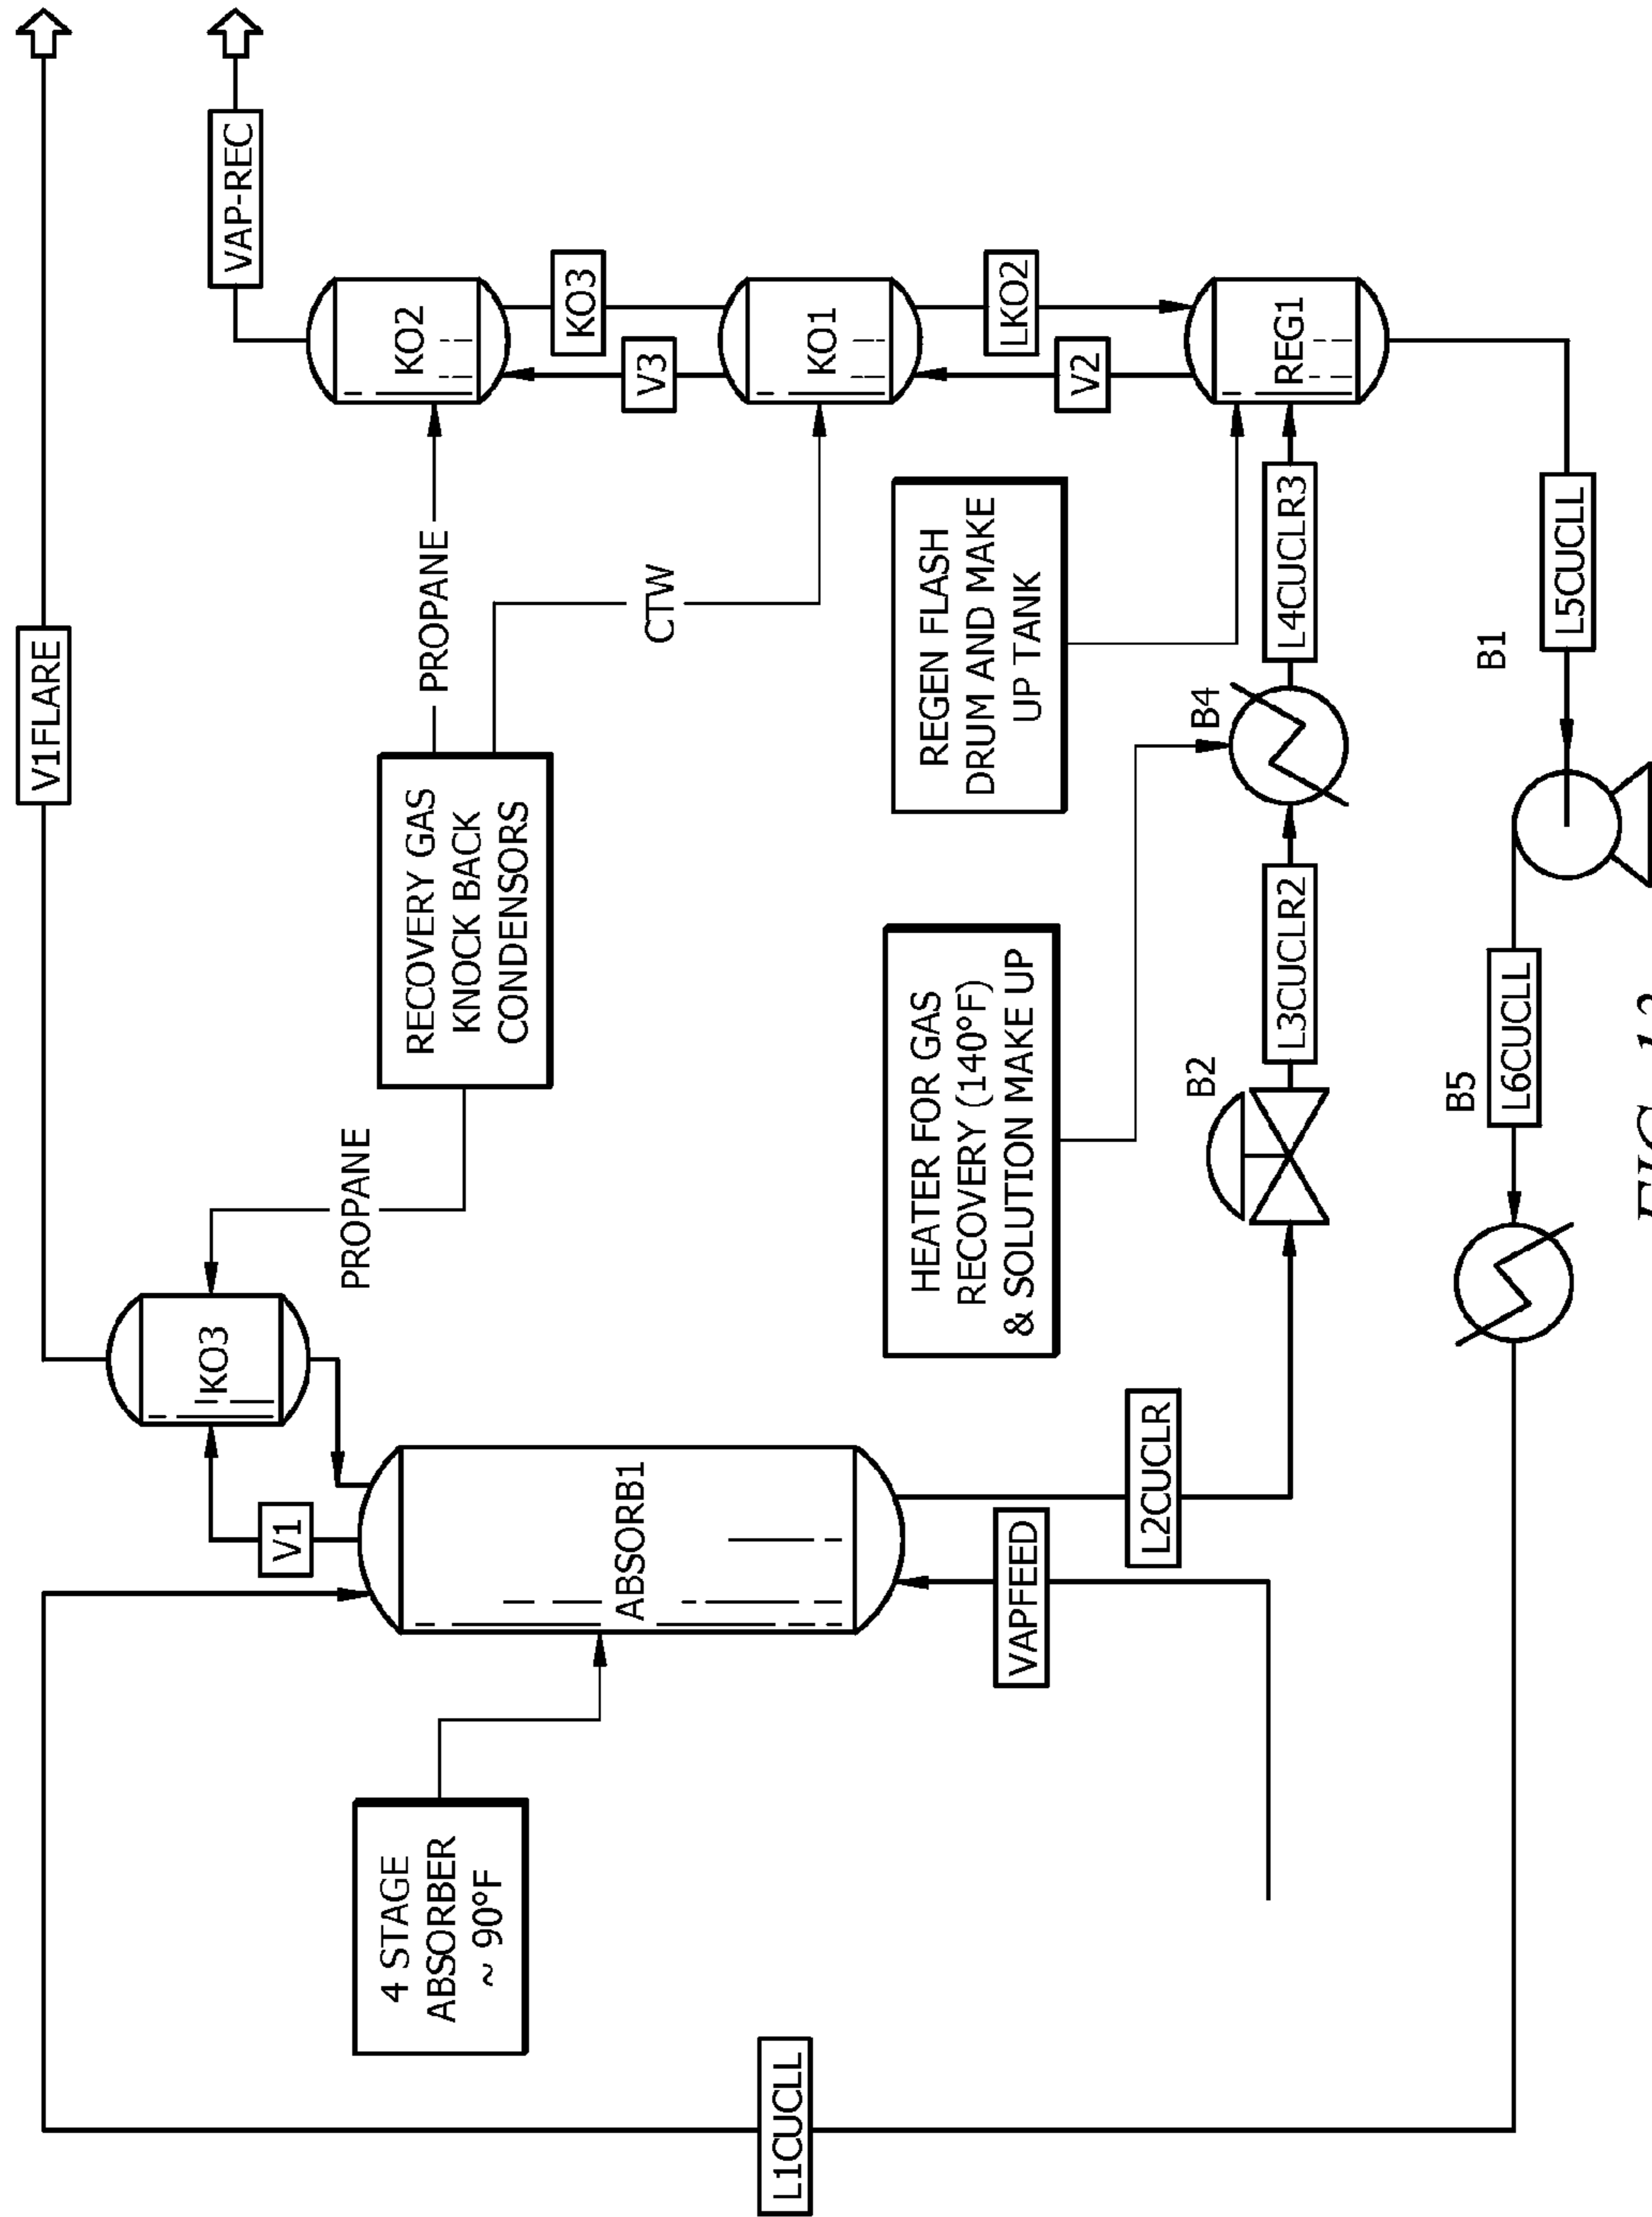 V1FLARE
VAP-REC
KO2
KO3
V3
KO1
LKO2
V2
REG1
PROPANE
CTW
RECOVERY GAS
KNOCK BACK
CONDENSORS
PROPANE
KO3
V1
ABSORB1
4 STAGE
ABSORBER
~ 90°F
REGEN FLASH
DRUM AND MAKE
UP TANK
HEATER FOR GAS
RECOVERY (140°F)
& SOLUTION MAKE UP
VAPFEED
L2CUCLR
B2
L3CUCLR2
B4
L4CUCLR3
L5CUCLL
B1
L6CUCLL
B5
L1CUCLL